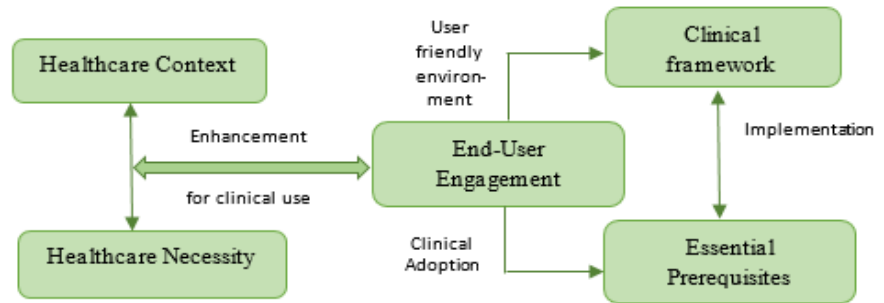 Healthcare Context
Healthcare Necessity
Enhancement
for clinical use
End-User
Engagement
User
friendly
environ-
ment
Clinical
Adoption
Clinical
framework
Implementation
Essential
Prerequisites